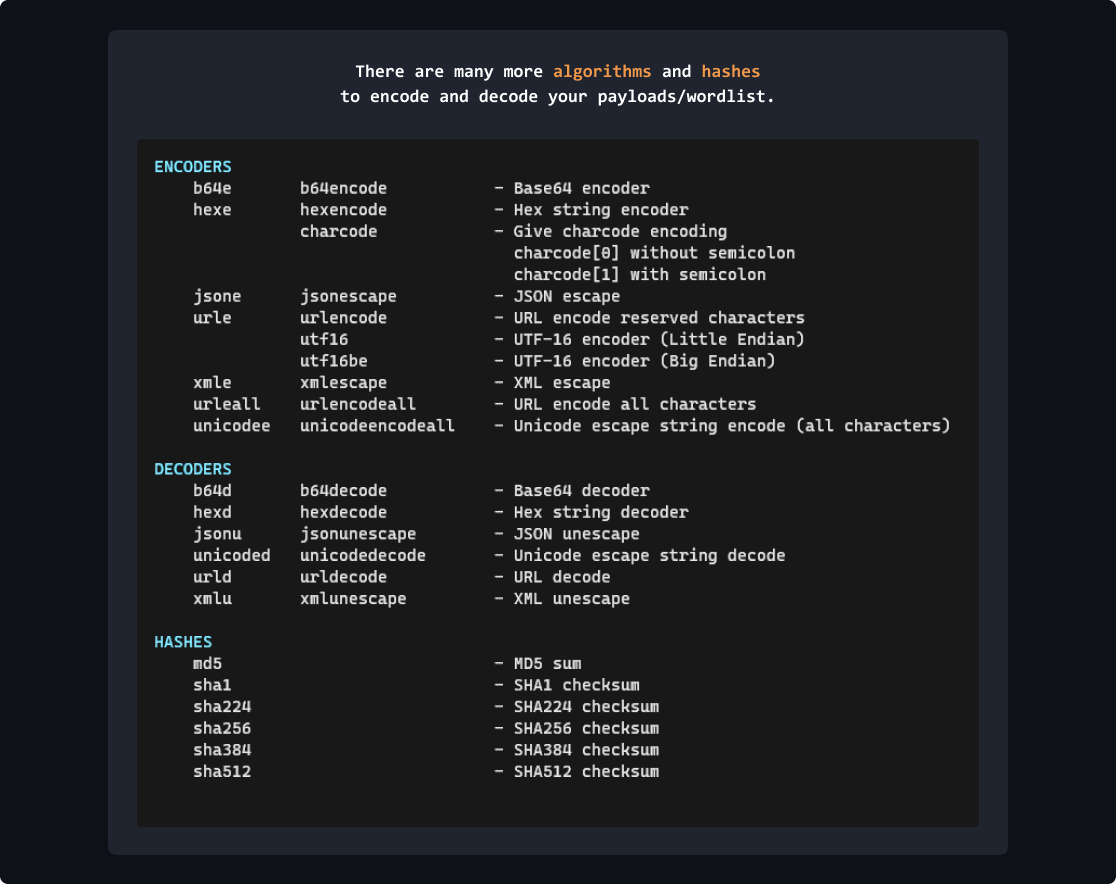 There are many more algorithms and hashes
to encode and decode your payloads/wordlist.
ENCODERS
b64e b64encode - Base64 encoder
hexe hexencode - Hex string encoder
charcode - Give charcode encoding
charcode[0] without semicolon
charcode[1] with semicolon
jsone jsonescape - JSON escape
urle urlencode - URL encode reserved characters
utf16 - UTF-16 encoder (Little Endian)
utf16be - UTF-16 encoder (Big Endian)
xmle xmlescape - XML escape
urleall urlencodeall - URL encode all characters
unicodee unicodeencodeall - Unicode escape string encode (all characters)
DECODERS
b64d b64decode - Base64 decoder
hexd hexdecode - Hex string decoder
jsonu jsonunescape - JSON unescape
unicoded unicodedecode - Unicode escape string decode
urld urldecode - URL decode
xmlu xmlunescape - XML unescape
HASHES
md5 - MD5 sum
sha1 - SHA1 checksum
sha224 - SHA224 checksum
sha256 - SHA256 checksum
sha384 - SHA384 checksum
sha512 - SHA512 checksum